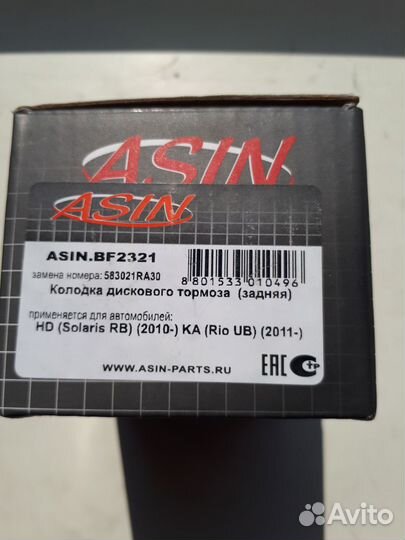 ASIN
ASIN
ASIN.BF2321
замена номера: 583021RA30
8 801533 010496
Колодка дискового тормоза (задняя)
применяется для автомобилей:
HD (Solaris RB) (2010-) KA (Rio UB) (2011-)
WWW.ASIN-PARTS.RU
EAC
C тр
Avito